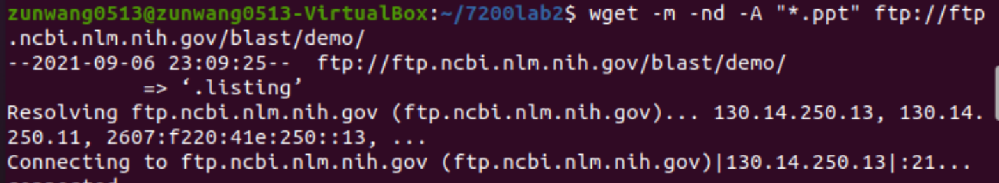 zunwang0513@zunwang0513-VirtualBox:~/7200lab2$ wget -m -nd -A "*.ppt" ftp://ftp
.ncbi.nlm.nih.gov/blast/demo/
--2021-09-06 23:09:25--  ftp://ftp.ncbi.nlm.nih.gov/blast/demo/
           => ‘.listing’
Resolving ftp.ncbi.nlm.nih.gov (ftp.ncbi.nlm.nih.gov)... 130.14.250.13, 130.14.
250.11, 2607:f220:41e:250::13, ...
Connecting to ftp.ncbi.nlm.nih.gov (ftp.ncbi.nlm.nih.gov)|130.14.250.13|:21...